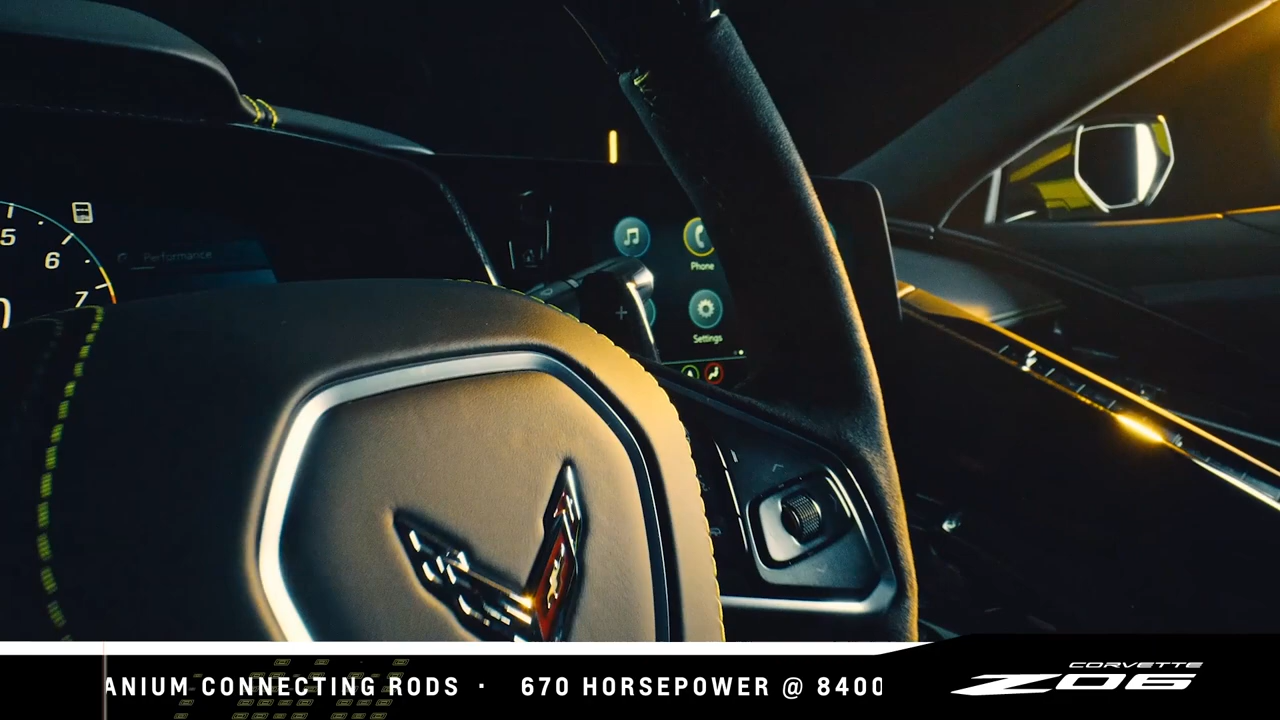 5
6
7
Performance
Phone
Settings
ANIUM CONNECTING RODS · 670 HORSEPOWER @ 8400
CORVETTE
Z06